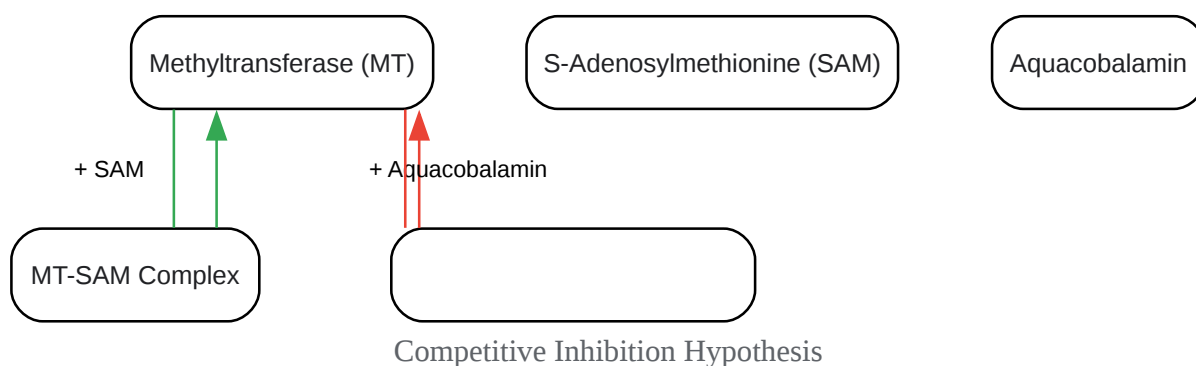 Methyltransferase (MT)
S-Adenosylmethionine (SAM)
Aquacobalamin
+ SAM
+ Aquacobalamin
MT-SAM Complex
Competitive Inhibition Hypothesis